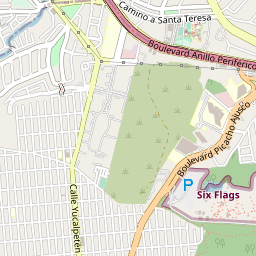 Camino a Santa Teresa
Boulevard Anillo Periférico
Boulevard Picacho Ajusco
Calle Yucalpetén
P
Six Flags